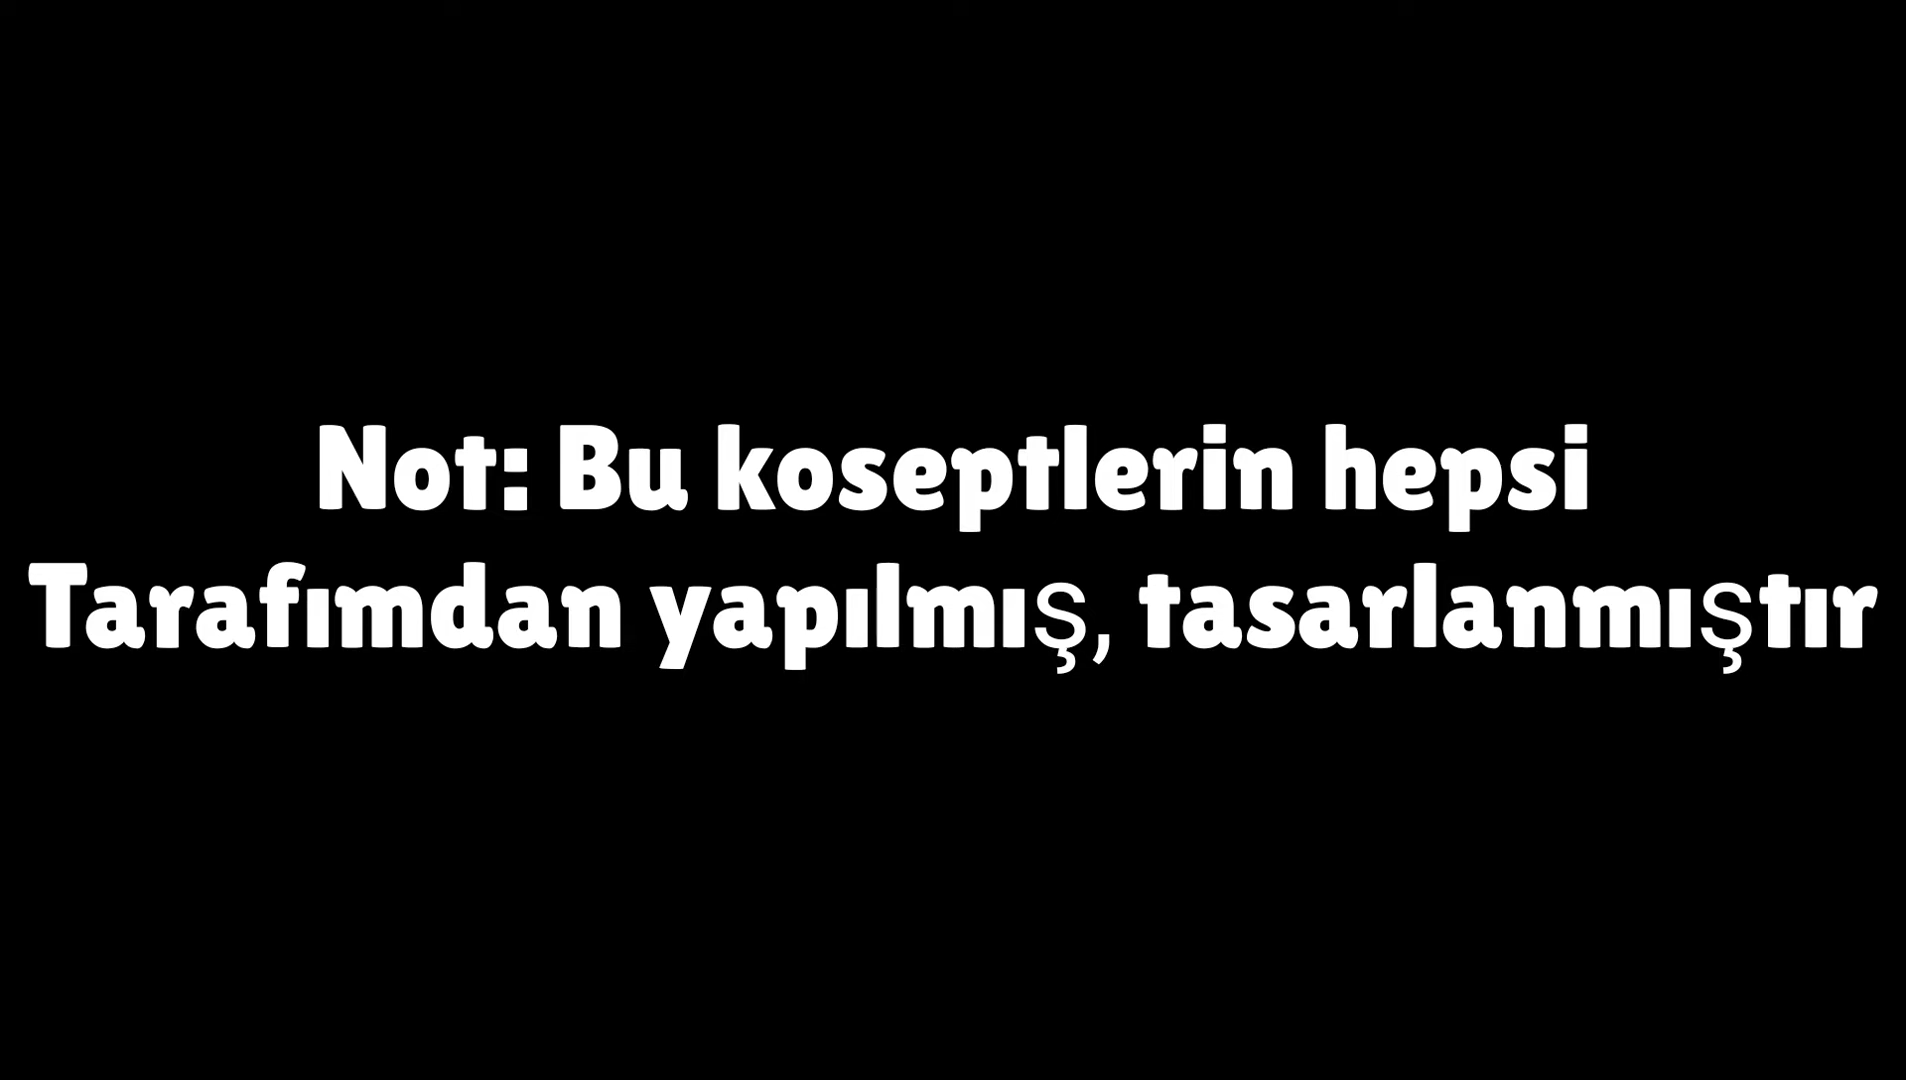 Not: Bu koseptlerin hepsi
Tarafımdan yapılmış, tasarlanmıştır